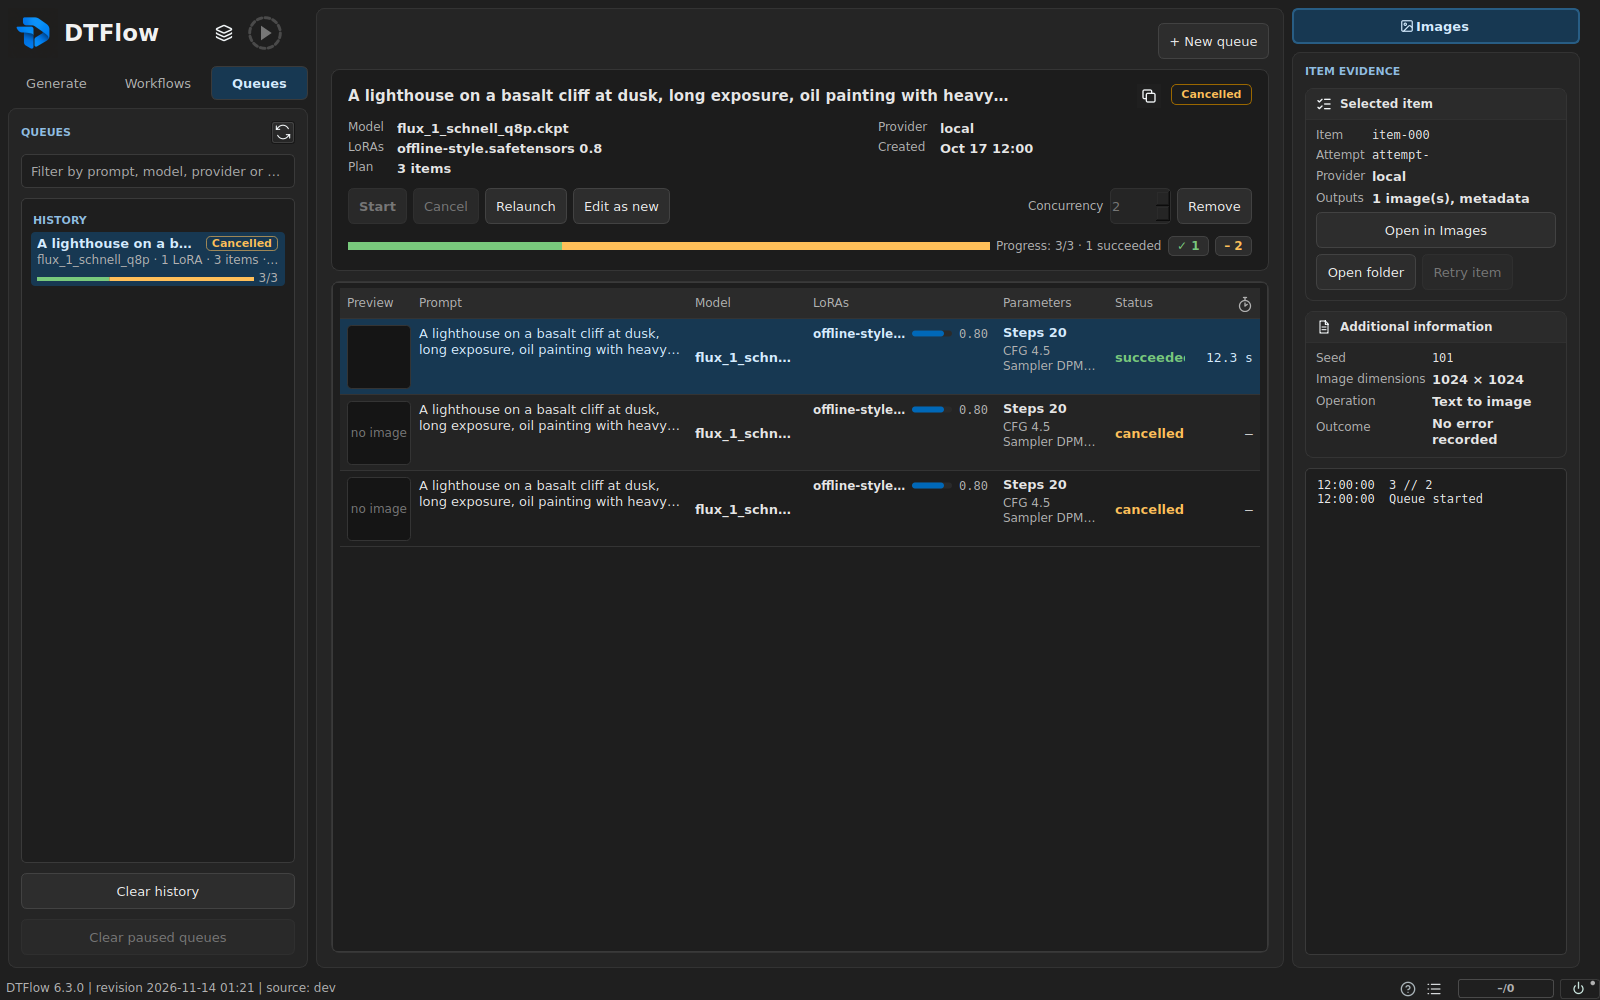 DTFlow
Generate
Workflows
Queues
QUEUES
Filter by prompt, model, provider or ...
HISTORY
A lighthouse on a b...
Cancelled
flux_1_schnell_q8p · 1 LoRA · 3 items ·...
3/3
Clear history
Clear paused queues
+ New queue
A lighthouse on a basalt cliff at dusk, long exposure, oil painting with heavy...
Cancelled
Model flux_1_schnell_q8p.ckpt
Provider local
LoRAs offline-style.safetensors 0.8
Created Oct 17 12:00
Plan 3 items
Start
Cancel
Relaunch
Edit as new
Concurrency 2
Remove
Progress: 3/3 · 1 succeeded
✓ 1
– 2
Preview Prompt Model LoRAs Parameters Status
A lighthouse on a basalt cliff at dusk,
long exposure, oil painting with heavy...
flux_1_schn...
offline-style...
0.80
Steps 20
CFG 4.5
Sampler DPM...
succeede
12.3 s
no image
A lighthouse on a basalt cliff at dusk,
long exposure, oil painting with heavy...
flux_1_schn...
offline-style...
0.80
Steps 20
CFG 4.5
Sampler DPM...
cancelled
–
no image
A lighthouse on a basalt cliff at dusk,
long exposure, oil painting with heavy...
flux_1_schn...
offline-style...
0.80
Steps 20
CFG 4.5
Sampler DPM...
cancelled
–
Images
ITEM EVIDENCE
Selected item
Item item-000
Attempt attempt-
Provider local
Outputs 1 image(s), metadata
Open in Images
Open folder
Retry item
Additional information
Seed 101
Image dimensions 1024 × 1024
Operation Text to image
Outcome No error
recorded
12:00:00 3 // 2
12:00:00 Queue started
DTFlow 6.3.0 | revision 2026-11-14 01:21 | source: dev
–/0